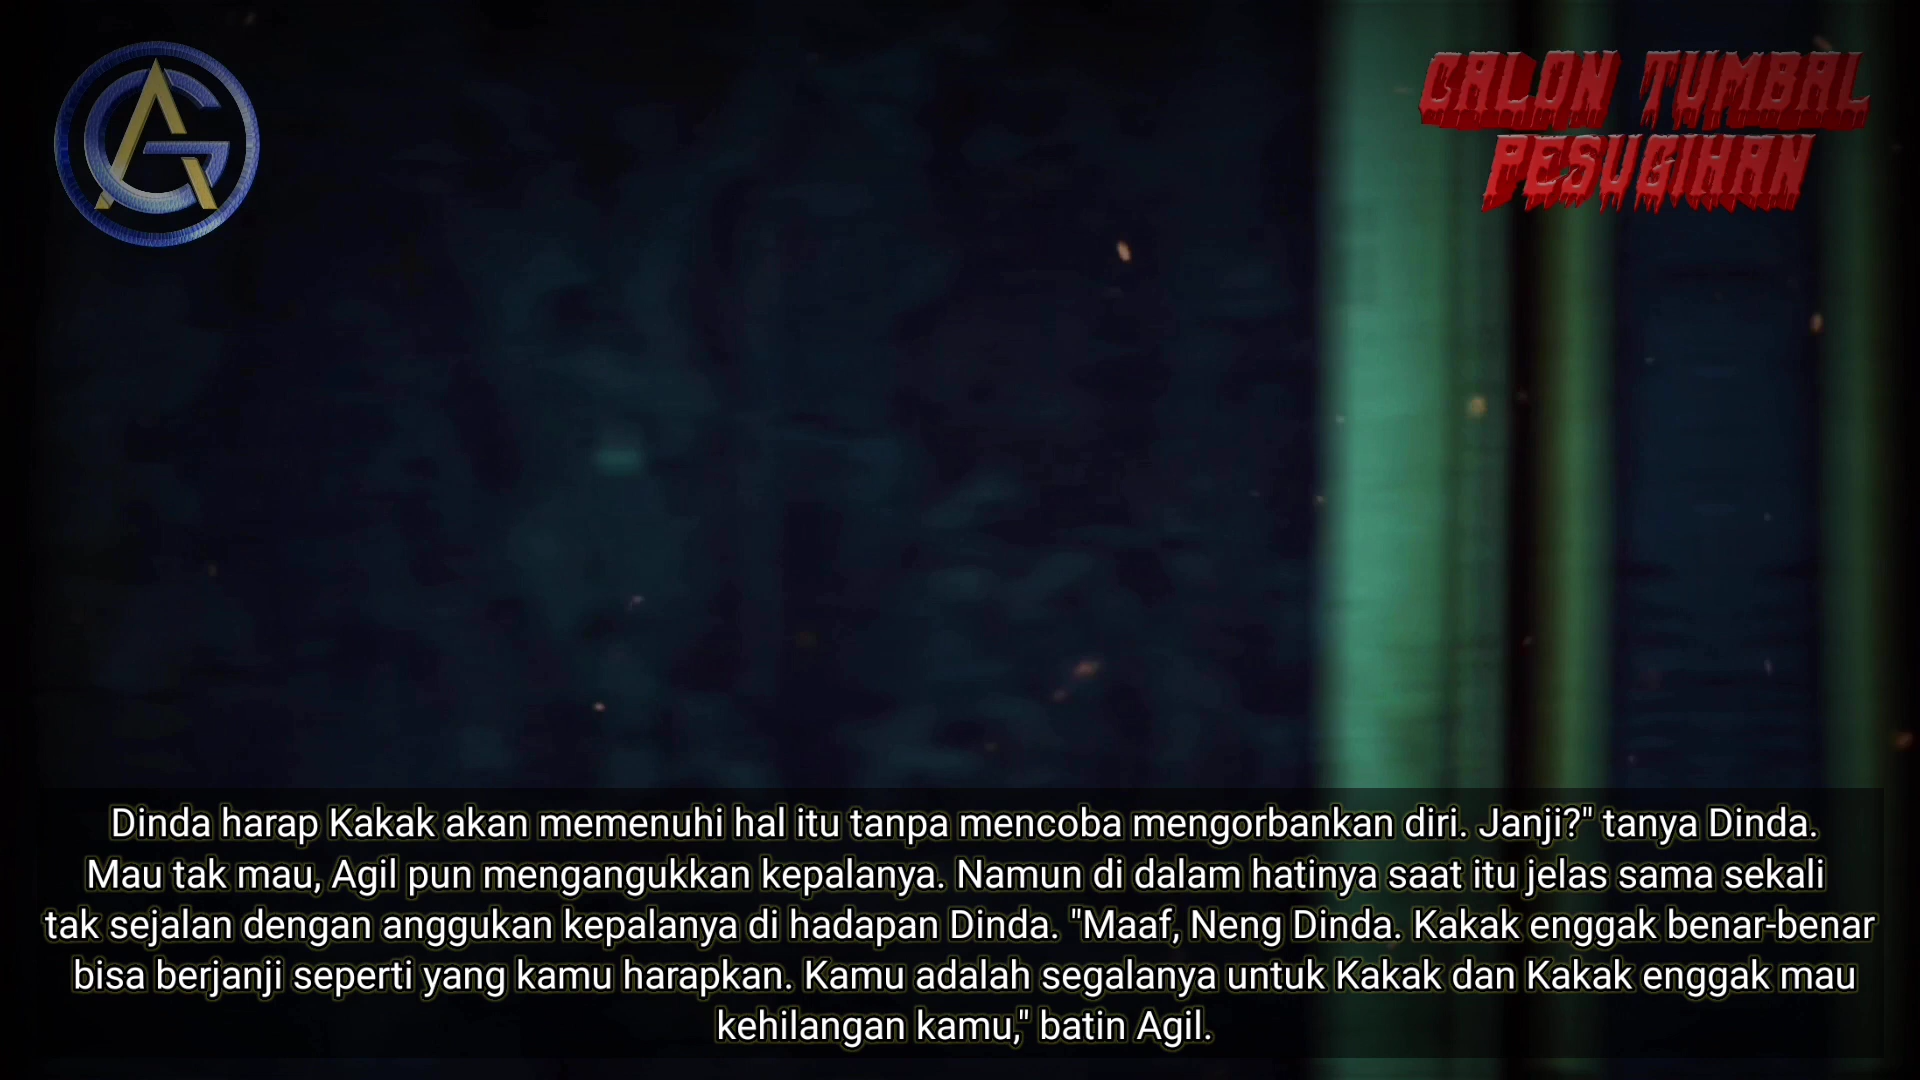 CALON TUMBAL
PESUGIHAN
Dinda harap Kakak akan memenuhi hal itu tanpa mencoba mengorbankan diri. Janji?" tanya Dinda.
Mau tak mau, Agil pun mengangukkan kepalanya. Namun di dalam hatinya saat itu jelas sama sekali
tak sejalan dengan anggukan kepalanya di hadapan Dinda. "Maaf, Neng Dinda. Kakak enggak benar-benar
bisa berjanji seperti yang kamu harapkan. Kamu adalah segalanya untuk Kakak dan Kakak enggak mau
kehilangan kamu," batin Agil.